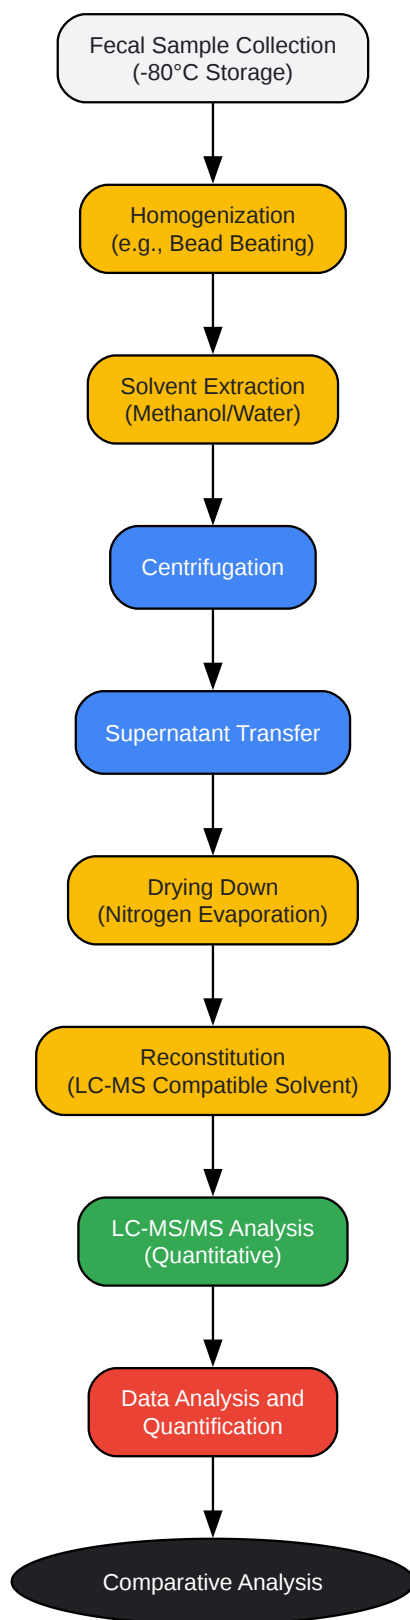 Fecal Sample Collection
(-80°C Storage)
Homogenization
(e.g., Bead Beating)
Solvent Extraction
(Methanol/Water)
Centrifugation
Supernatant Transfer
Drying Down
(Nitrogen Evaporation)
Reconstitution
(LC-MS Compatible Solvent)
LC-MS/MS Analysis
(Quantitative)
Data Analysis and
Quantification
Comparative Analysis